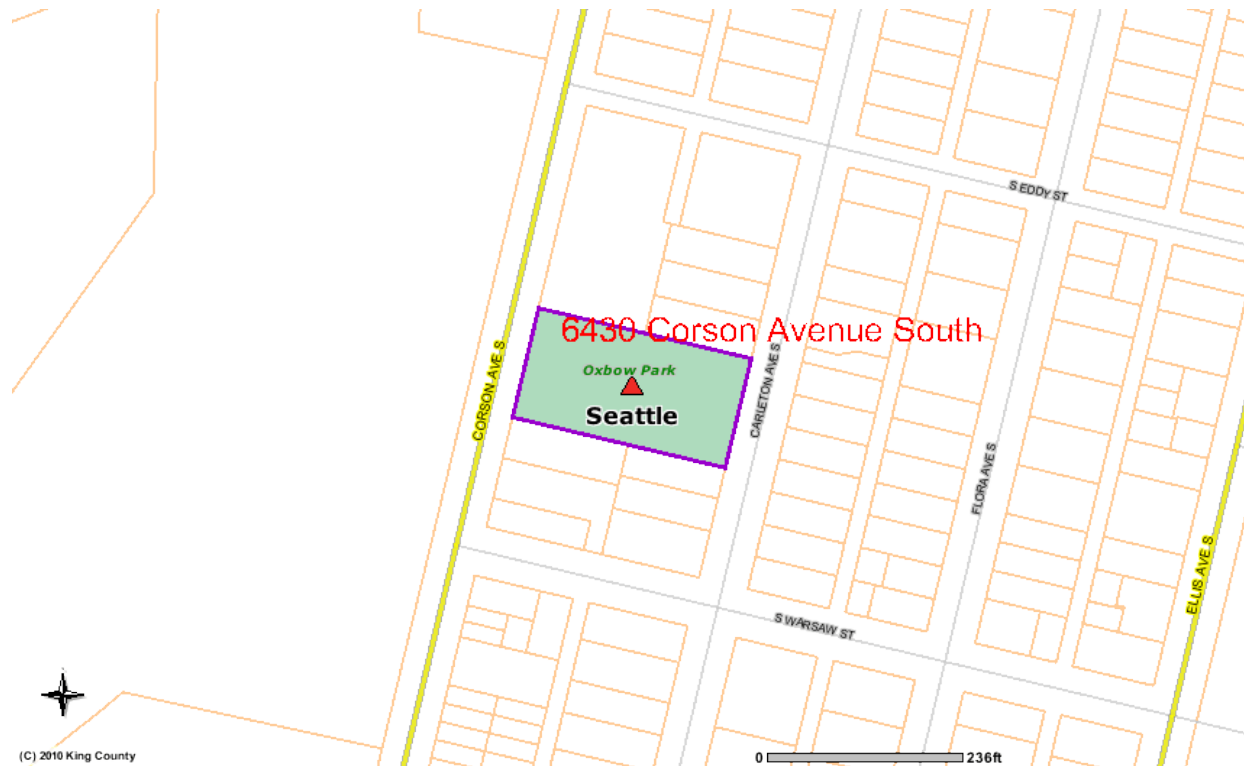 S EDDY ST
6430 Corson Avenue South
Oxbow Park
Seattle
CORSON AVE S
CARLETON AVE S
FLORA AVE S
ELLIS AVE S
S WARSAW ST
(C) 2010 King County
0 236ft